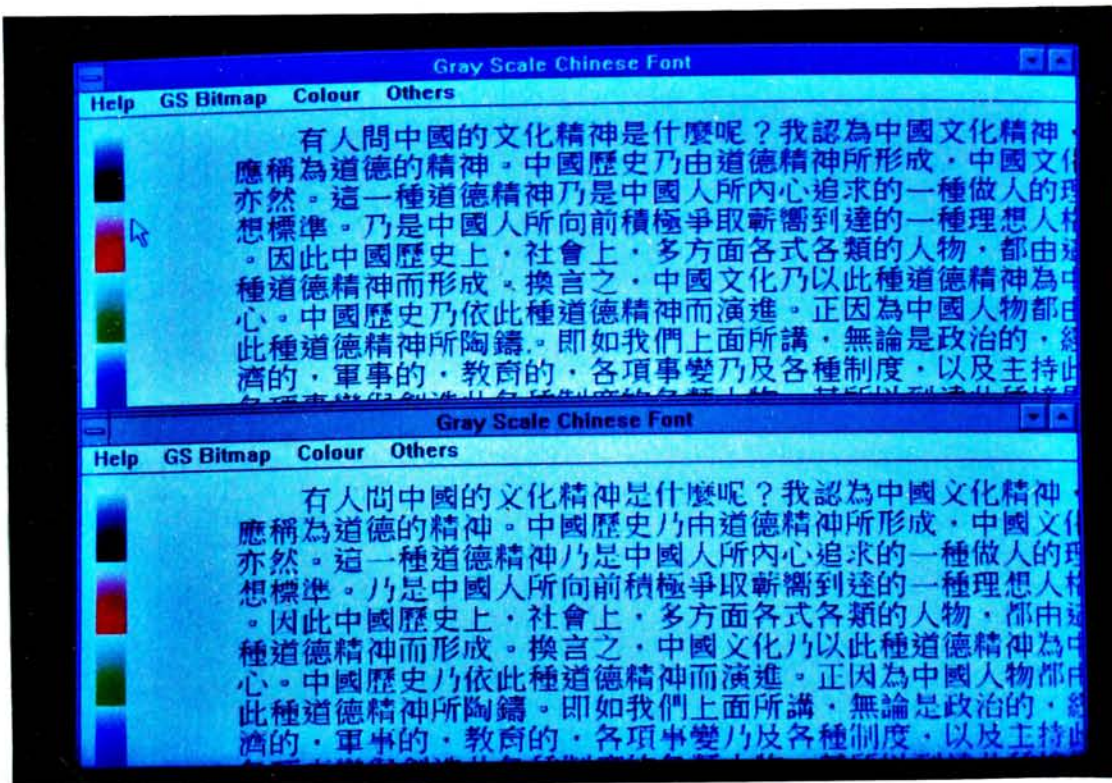 Gray Scale Chinese Font
Help GS Bitmap Colour Others
有人問中國的文化精神是什麼呢？我認為中國文化精神，
應稱為道德的精神。中國歷史乃由道德精神所形成，中國文化
亦然。這一種道德精神乃是中國人所內心追求的一種做人的理
想標準。乃是中國人所向前積極爭取蘄嚮到達的一種理想人格
。因此中國歷史上，社會上，多方面各式各類的人物，都由這
種道德精神而形成。換言之，中國文化乃以此種道德精神為中
心。中國歷史乃依此種道德精神而演進。正因為中國人物都由
此種道德精神所陶鑄。即如我們上面所講，無論是政治的，經
濟的，軍事的，教育的，各項事變乃及各種制度，以及主持此
Gray Scale Chinese Font
Help GS Bitmap Colour Others
有人問中國的文化精神是什麼呢？我認為中國文化精神，
應稱為道德的精神。中國歷史乃由道德精神所形成，中國文化
亦然。這一種道德精神乃是中國人所內心追求的一種做人的理
想標準。乃是中國人所向前積極爭取蘄嚮到達的一種理想人格
。因此中國歷史上，社會上，多方面各式各類的人物，都由這
種道德精神而形成。換言之，中國文化乃以此種道德精神為中
心。中國歷史乃依此種道德精神而演進。正因為中國人物都由
此種道德精神所陶鑄。即如我們上面所講，無論是政治的，經
濟的，軍事的，教育的，各項事變乃及各種制度，以及主持此